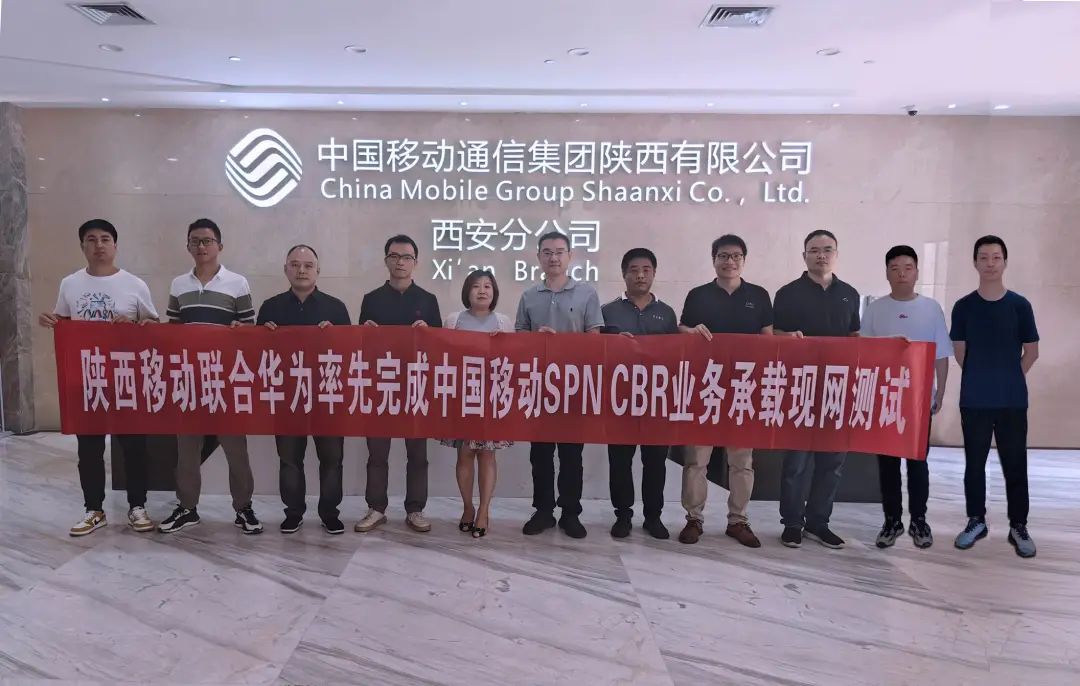 中国移动通信集团陕西有限公司
China Mobile Group Shaanxi Co., Ltd.
西安分公司
Xi'an Branch
陕西移动联合华为率先完成中国移动SPN CBR业务承载现网测试